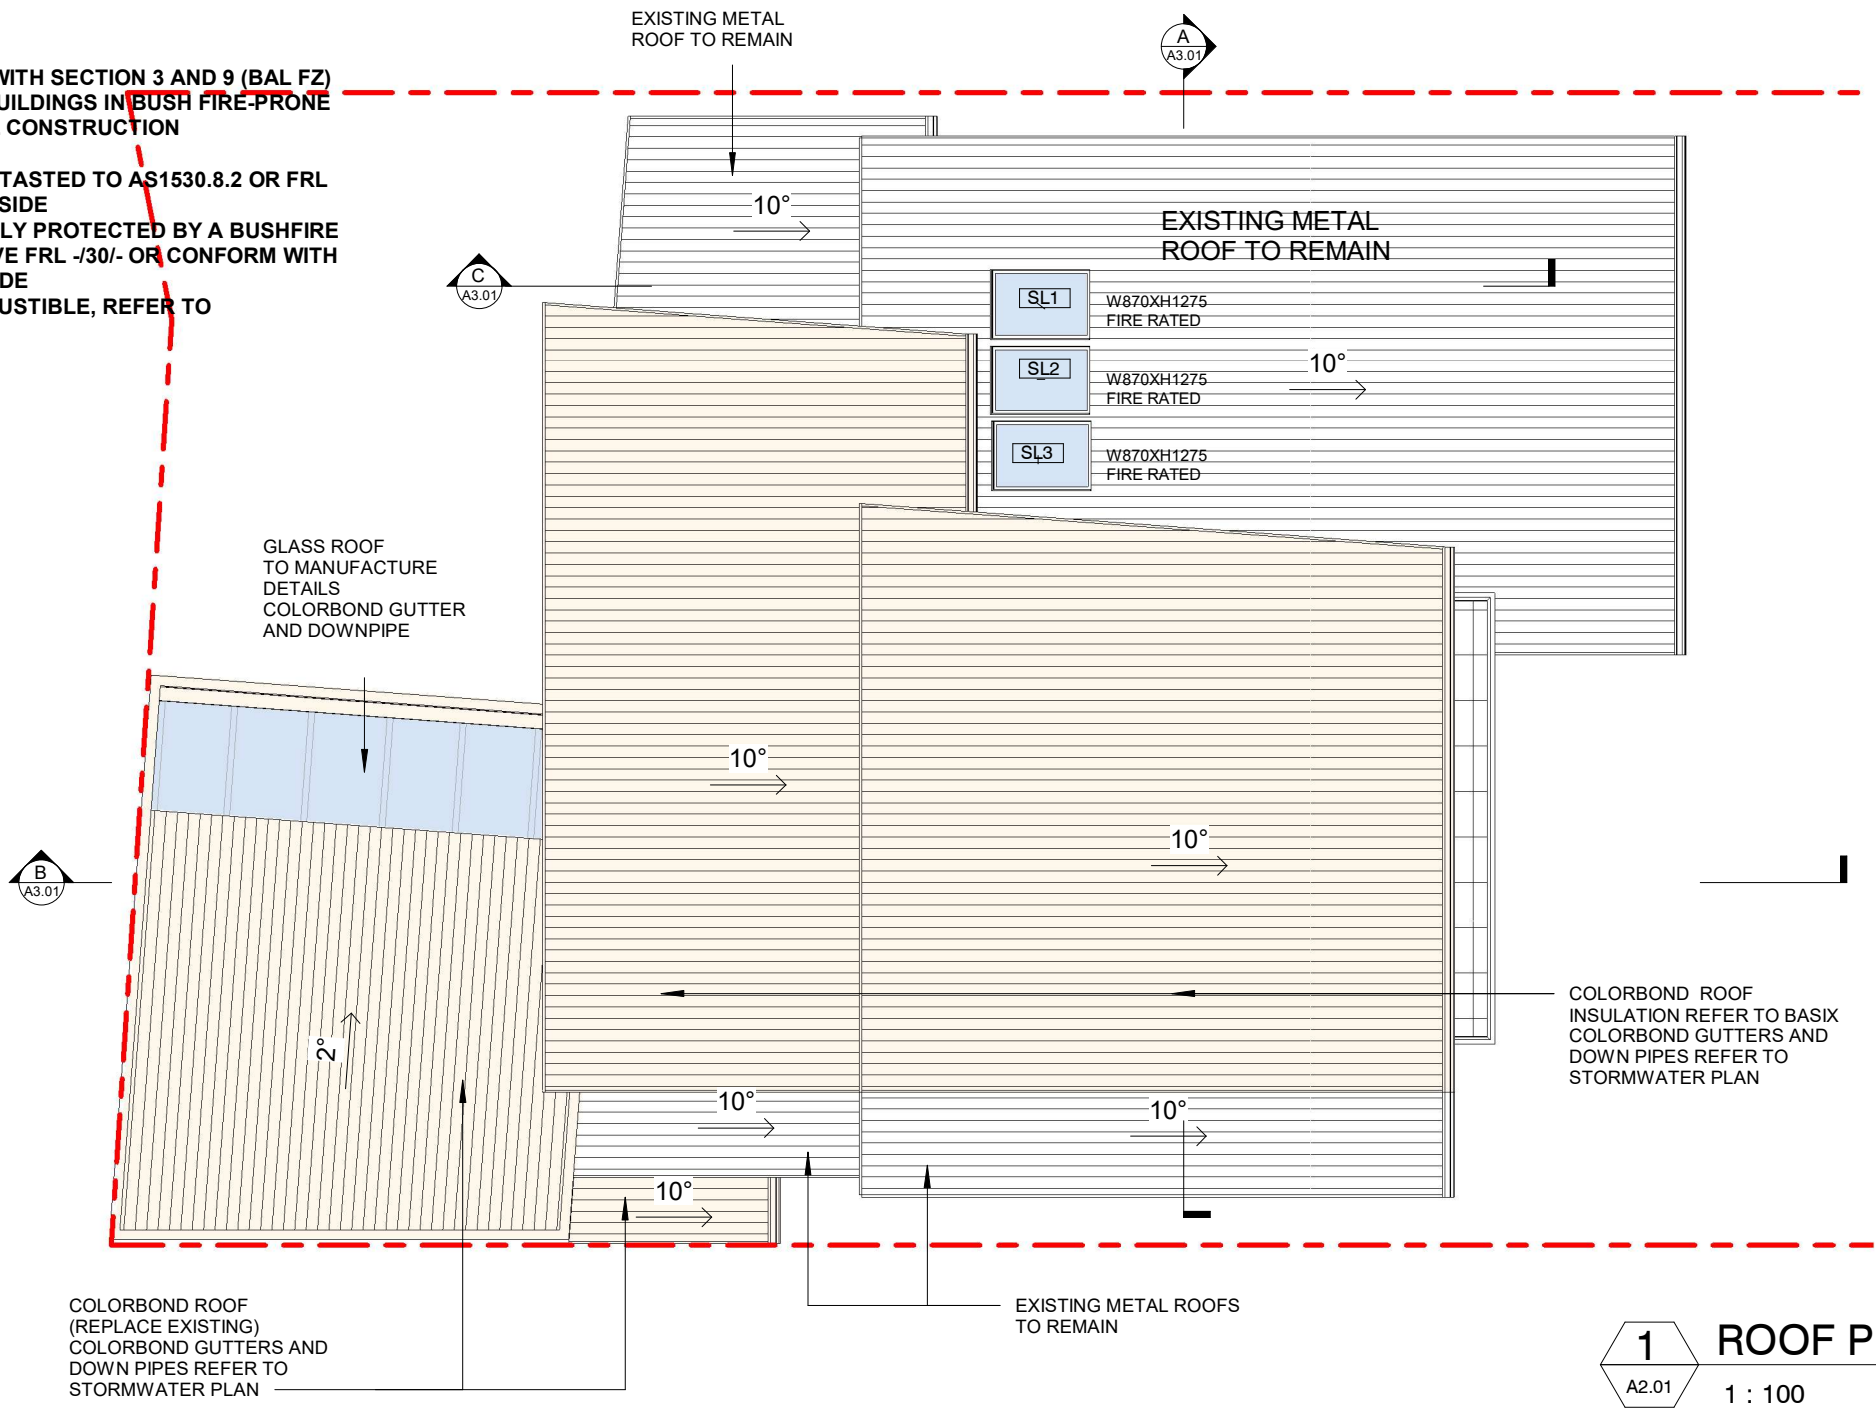 EXISTING METAL
ROOF TO REMAIN
A
A3.01
WITH SECTION 3 AND 9 (BAL FZ)
UILDINGS IN BUSH FIRE-PRONE
CONSTRUCTION
TASTED TO AS1530.8.2 OR FRL
SIDE
LY PROTECTED BY A BUSHFIRE
VE FRL -/30/- OR CONFORM WITH
DE
USTIBLE, REFER TO
10°
EXISTING METAL
ROOF TO REMAIN
C
A3.01
SL1
W870XH1275
FIRE RATED
SL2
W870XH1275
FIRE RATED
10°
SL3
W870XH1275
FIRE RATED
GLASS ROOF
TO MANUFACTURE
DETAILS
COLORBOND GUTTER
AND DOWNPIPE
10°
10°
B
A3.01
COLORBOND  ROOF
INSULATION REFER TO BASIX
COLORBOND GUTTERS AND
DOWN PIPES REFER TO
STORMWATER PLAN
2°
10°
10°
10°
COLORBOND ROOF
(REPLACE EXISTING)
COLORBOND GUTTERS AND
DOWN PIPES REFER TO
STORMWATER PLAN
EXISTING METAL ROOFS
TO REMAIN
1
A2.01
ROOF P
1 : 100